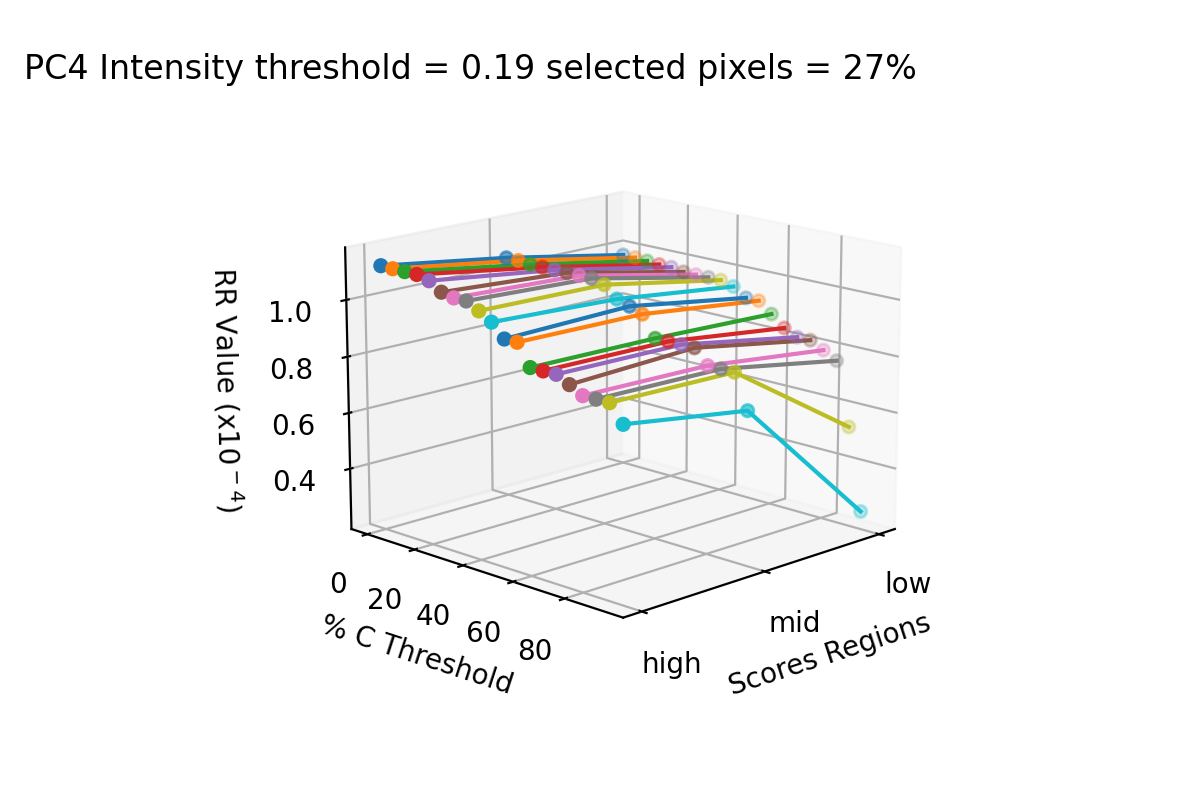 PC4 Intensity threshold = 0.19 selected pixels = 27%
RR Value (x10⁻⁴)
1.0
0.8
0.6
0.4
0
20
40
60
80
% C Threshold
high
mid
low
Scores Regions